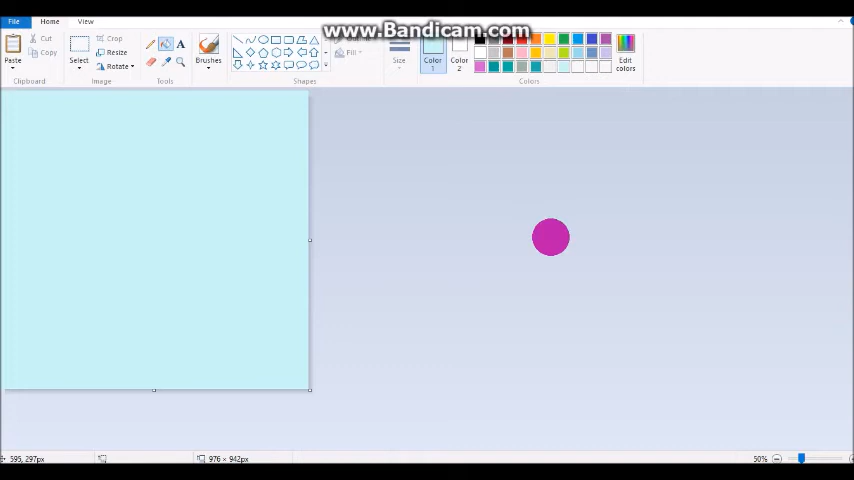 www.Bandicam.com
File Home View
Paste
Cut
Copy
Clipboard
Select
Crop
Resize
Rotate
Image
A
Tools
Brushes
Fill
Shapes
Size
Color
1
Color
2
Edit
colors
Colors
595, 297px
976 × 942px
50%